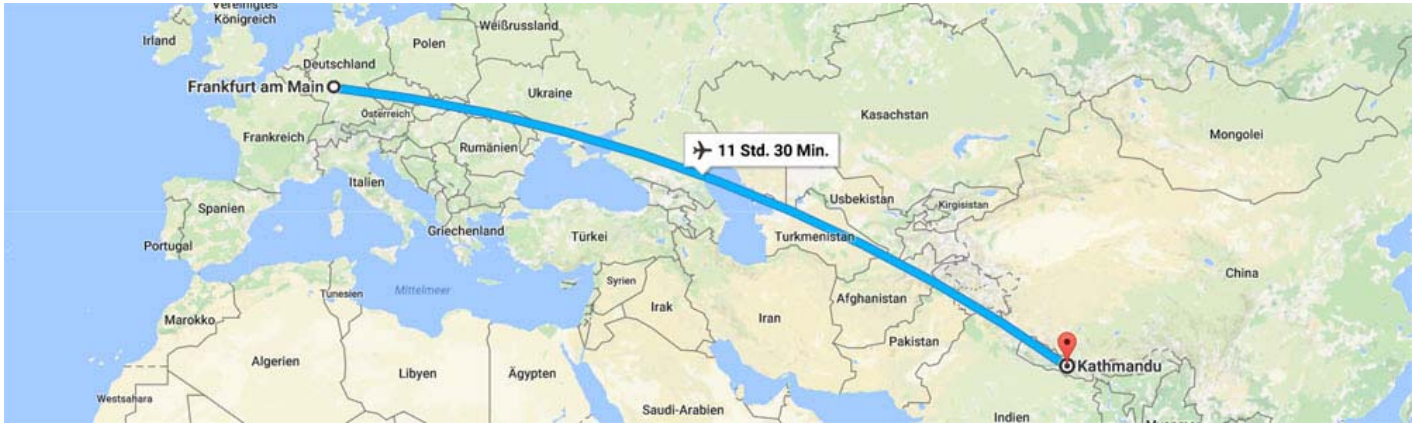 Vereinigtes
Königreich
Irland
Weißrussland
Polen
Deutschland
Frankfurt am Main
Ukraine
Österreich
Kasachstan
Mongolei
Frankreich
Rumänien
11 Std. 30 Min.
Italien
Usbekistan
Kirgisistan
Spanien
Griechenland
Türkei
Turkmenistan
Portugal
China
Syrien
Tunesien
Mittelmeer
Afghanistan
Irak
Iran
Marokko
Pakistan
Algerien
Libyen
Ägypten
Kathmandu
Westsahara
Saudi-Arabien
Indien